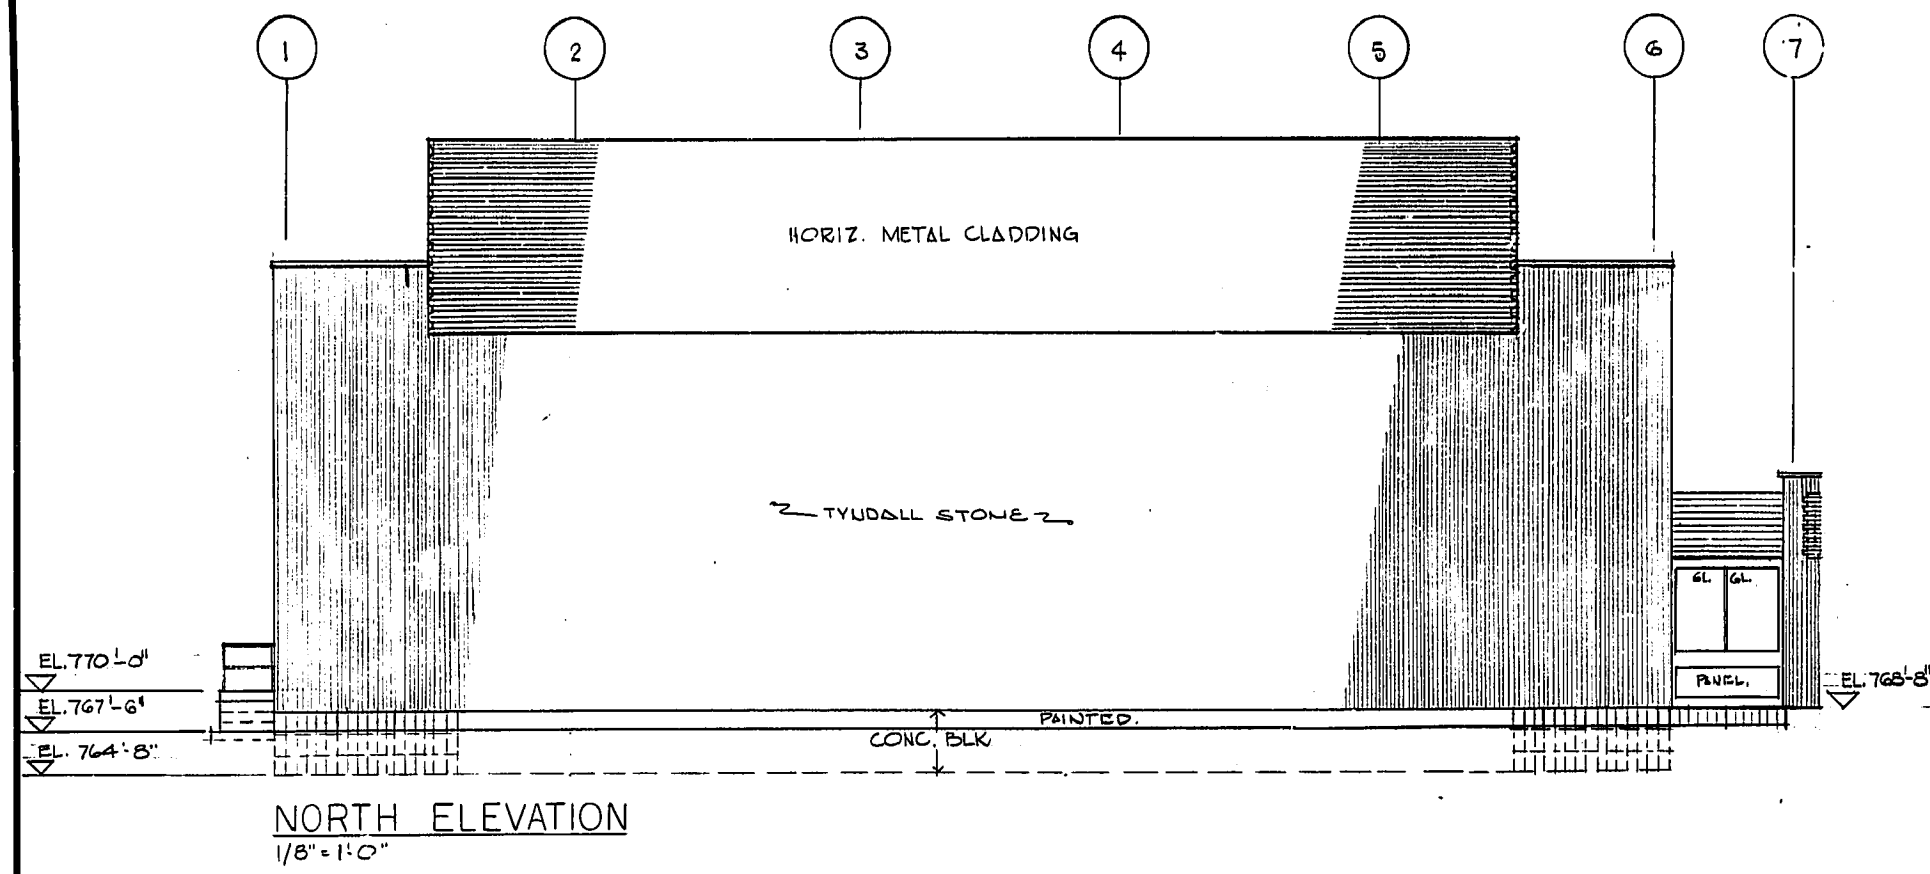 1 2 3 4 5 6 7
HORIZ. METAL CLADDING
TYNDALL STONE
GL. GL.
EL. 770'-0"
PANEL.
EL. 768'-8"
EL. 767'-6"
PAINTED.
CONC. BLK
EL. 764'-8"
NORTH ELEVATION
1/8" = 1'-0"